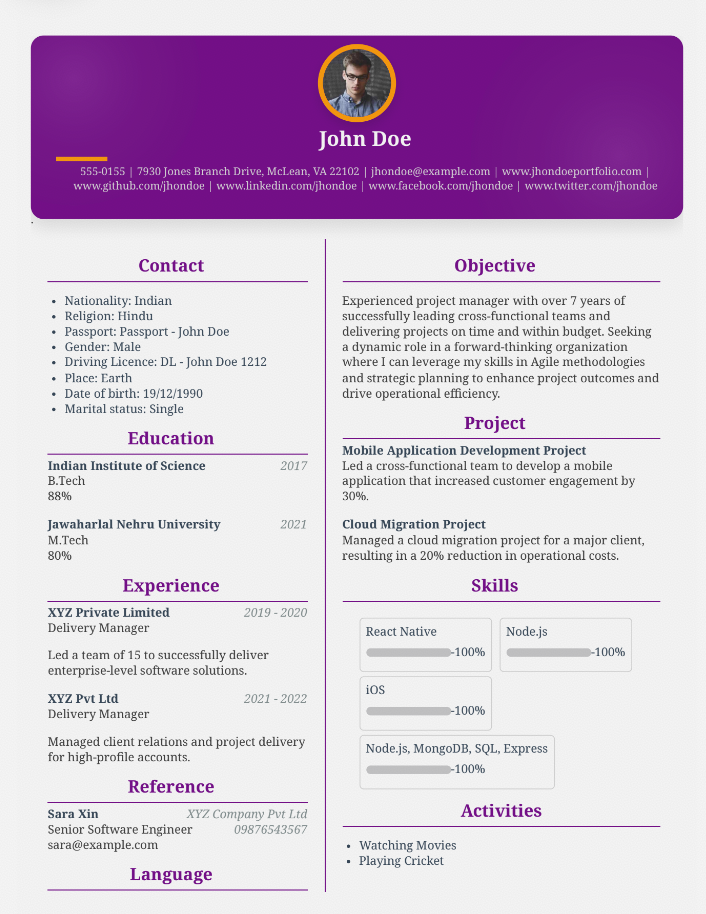 John Doe
555-0155 | 7930 Jones Branch Drive, McLean, VA 22102 | jhondoe@example.com | www.jhondoeportfolio.com |
www.github.com/jhondoe | www.linkedin.com/jhondoe | www.facebook.com/jhondoe | www.twitter.com/jhondoe
.
Contact
• Nationality: Indian
• Religion: Hindu
• Passport: Passport - John Doe
• Gender: Male
• Driving Licence: DL - John Doe 1212
• Place: Earth
• Date of birth: 19/12/1990
• Marital status: Single
Education
Indian Institute of Science 2017
B.Tech
88%
Jawaharlal Nehru University 2021
M.Tech
80%
Experience
XYZ Private Limited 2019 - 2020
Delivery Manager
Led a team of 15 to successfully deliver
enterprise-level software solutions.
XYZ Pvt Ltd 2021 - 2022
Delivery Manager
Managed client relations and project delivery
for high-profile accounts.
Reference
Sara Xin XYZ Company Pvt Ltd
Senior Software Engineer 09876543567
sara@example.com
Language
Objective
Experienced project manager with over 7 years of
successfully leading cross-functional teams and
delivering projects on time and within budget. Seeking
a dynamic role in a forward-thinking organization
where I can leverage my skills in Agile methodologies
and strategic planning to enhance project outcomes and
drive operational efficiency.
Project
Mobile Application Development Project
Led a cross-functional team to develop a mobile
application that increased customer engagement by
30%.
Cloud Migration Project
Managed a cloud migration project for a major client,
resulting in a 20% reduction in operational costs.
Skills
React Native
-100%
Node.js
-100%
iOS
-100%
Node.js, MongoDB, SQL, Express
-100%
Activities
• Watching Movies
• Playing Cricket